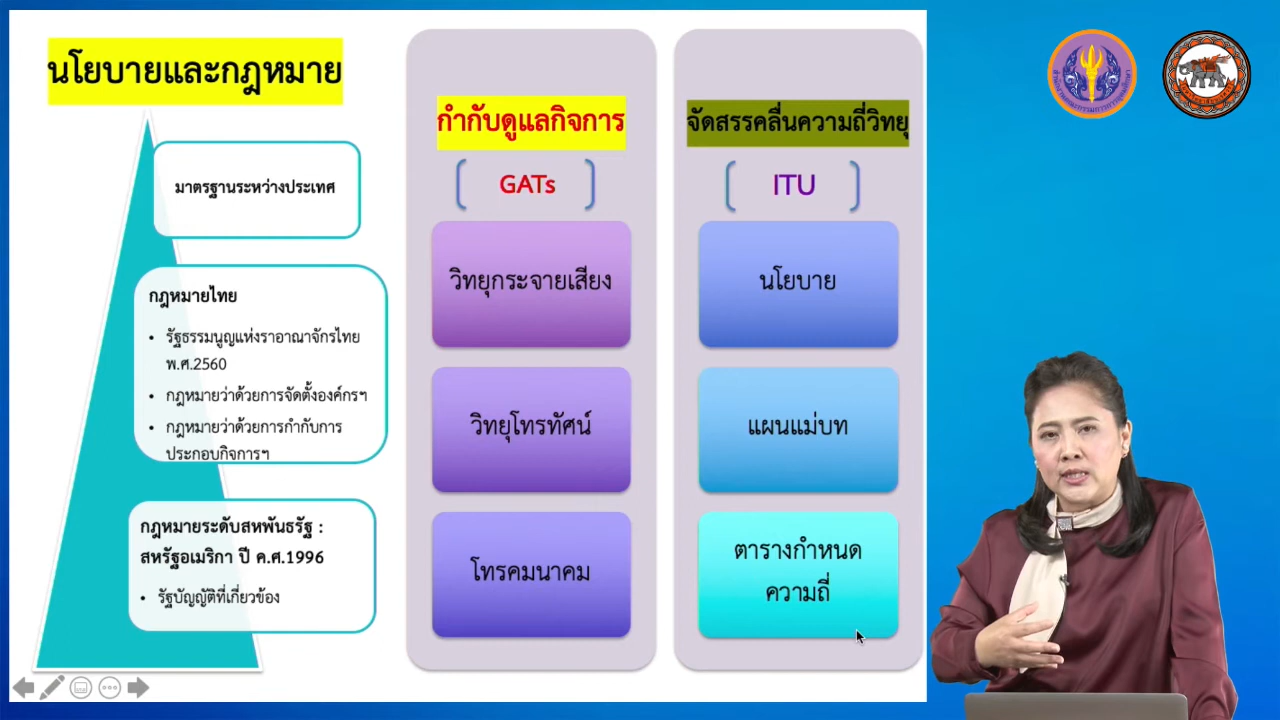 นโยบายและกฎหมาย
มาตรฐานระหว่างประเทศ
กฎหมายไทย
• รัฐธรรมนูญแห่งราอาณาจักรไทย
พ.ศ.2560
• กฎหมายว่าด้วยการจัดตั้งองค์กรฯ
• กฎหมายว่าด้วยการกำกับการ
ประกอบกิจการฯ
กฎหมายระดับสหพันธรัฐ :
สหรัฐอเมริกา ปี ค.ศ.1996
• รัฐบัญญัติที่เกี่ยวข้อง
กำกับดูแลกิจการ
GATs
วิทยุกระจายเสียง
วิทยุโทรทัศน์
โทรคมนาคม
จัดสรรคลื่นความถี่วิทยุ
ITU
นโยบาย
แผนแม่บท
ตารางกำหนด
ความถี่